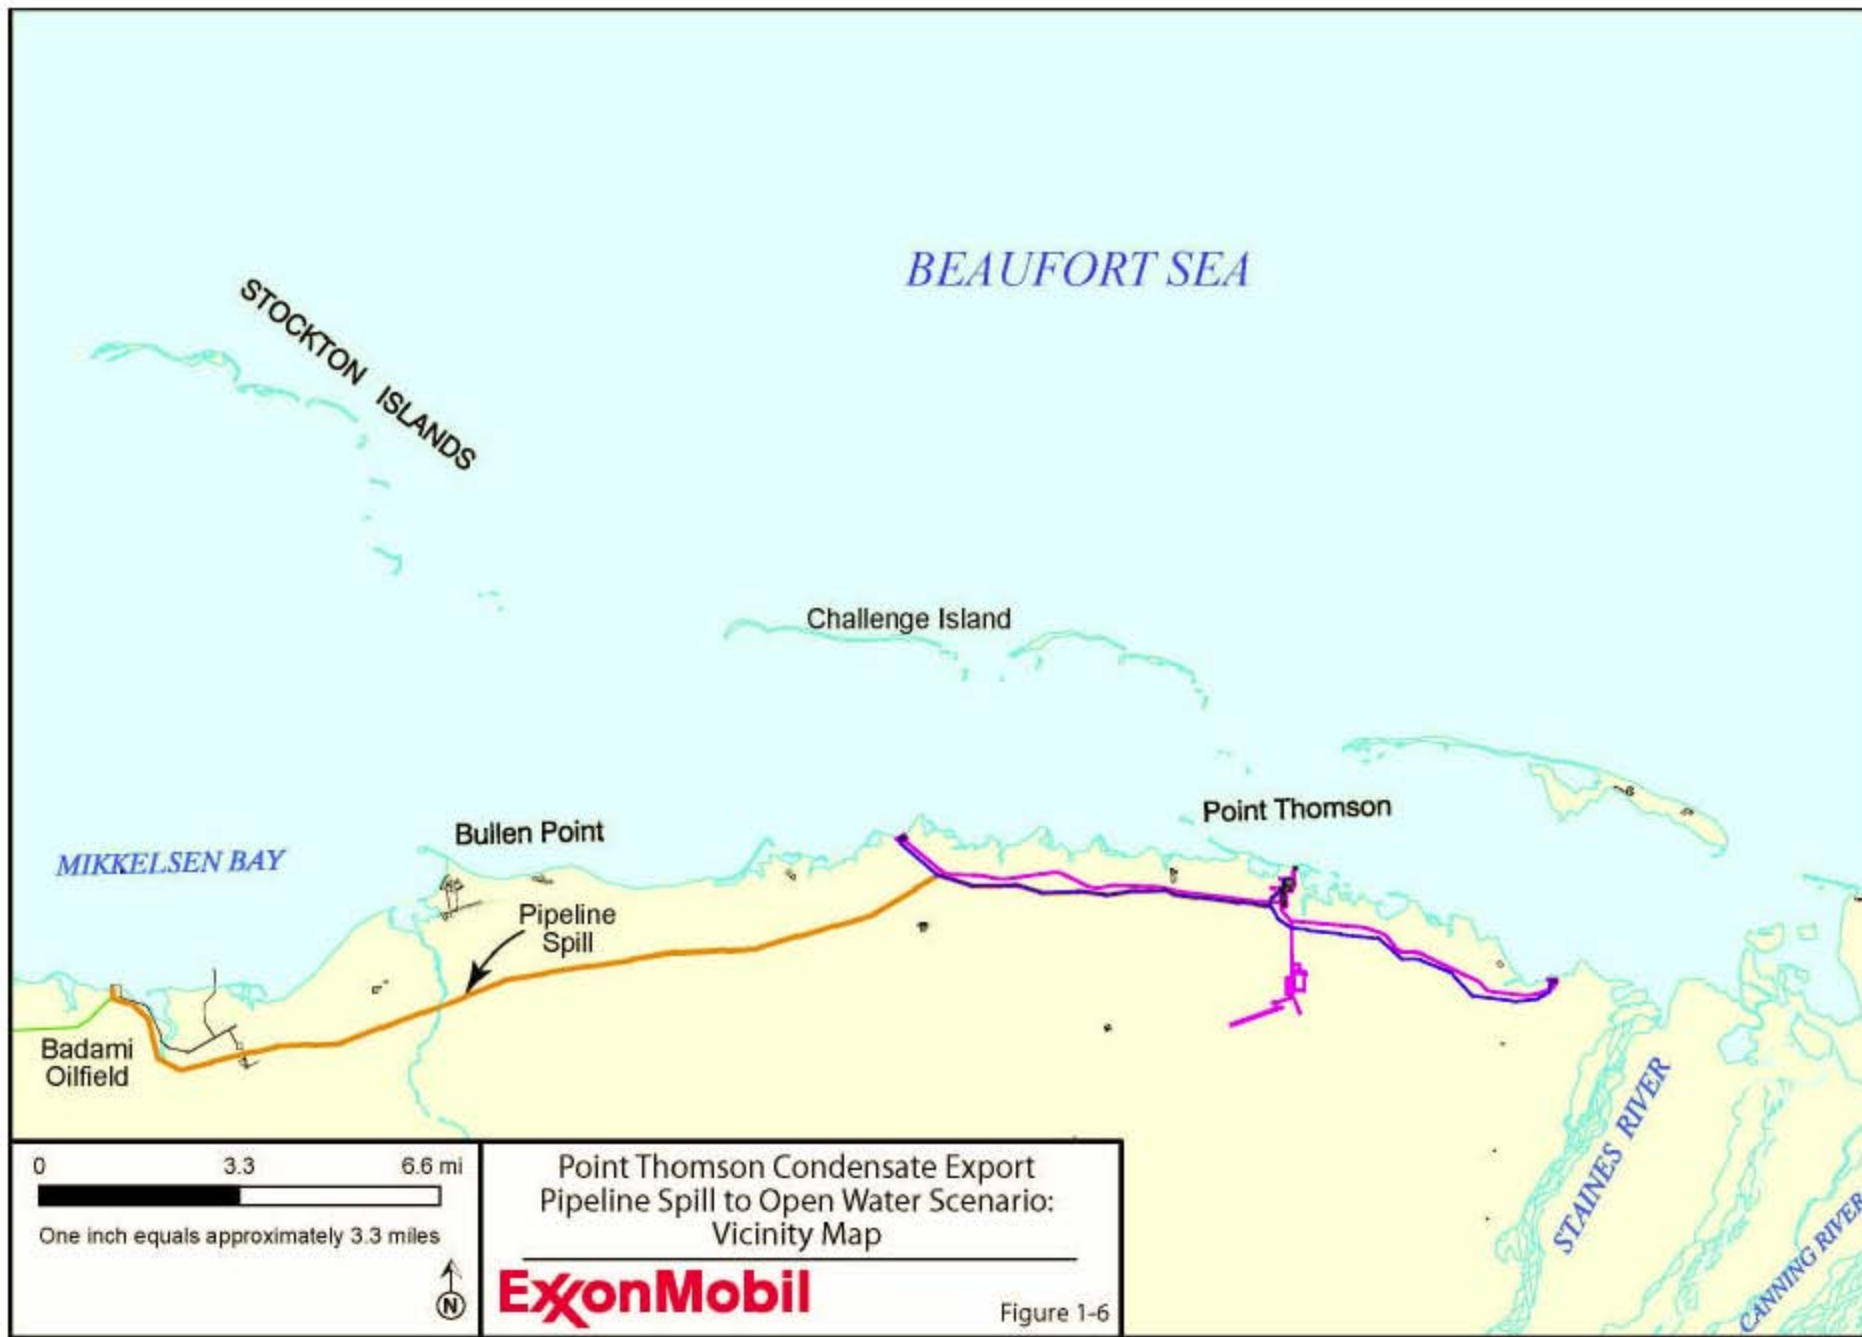 BEAUFORT SEA
STOCKTON ISLANDS
Challenge Island
Point Thomson
Bullen Point
MIKKELSEN BAY
Pipeline
Spill
Badami
Oilfield
STAINES RIVER
CANNING RIVER
0 3.3 6.6 mi
One inch equals approximately 3.3 miles
N
Point Thomson Condensate Export
Pipeline Spill to Open Water Scenario:
Vicinity Map
ExxonMobil
Figure 1-6